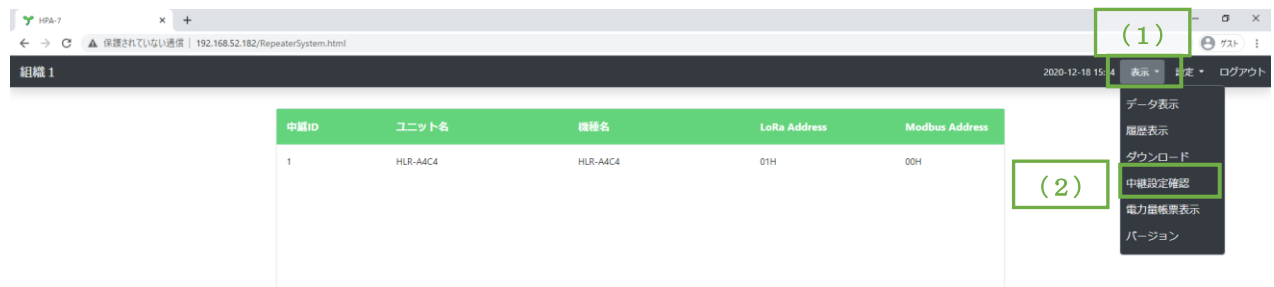 HPA-7
保護されていない通信 | 192.168.52.182/RepeaterSystem.html
ゲスト
(1)
組織 1
2020-12-18 15: 4 表示 設定 ログアウト
中継ID ユニット名 機種名 LoRa Address Modbus Address
1 HLR-A4C4 HLR-A4C4 01H 00H
データ表示
履歴表示
ダウンロード
(2)
中継設定確認
電力量帳票表示
バージョン